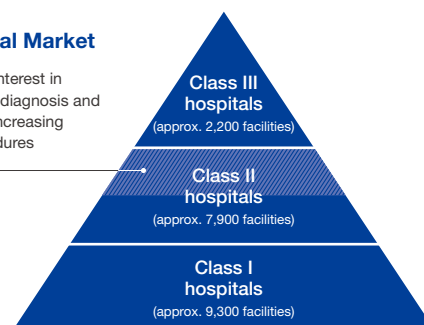 al Market
nterest in
diagnosis and
ncreasing
dures
Class III
hospitals
(approx. 2,200 facilities)
Class II
hospitals
(approx. 7,900 facilities)
Class I
hospitals
(approx. 9,300 facilities)